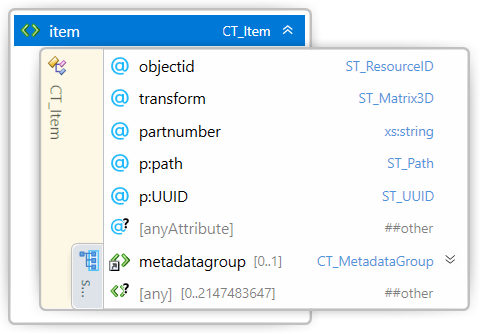 item CT_Item
CT_Item
@ objectid ST_ResourceID
@ transform ST_Matrix3D
@ partnumber xs:string
@ p:path ST_Path
@ p:UUID ST_UUID
@? [anyAttribute] ##other
metadatagroup [0..1] CT_MetadataGroup
S...
? [any] [0..2147483647] ##other